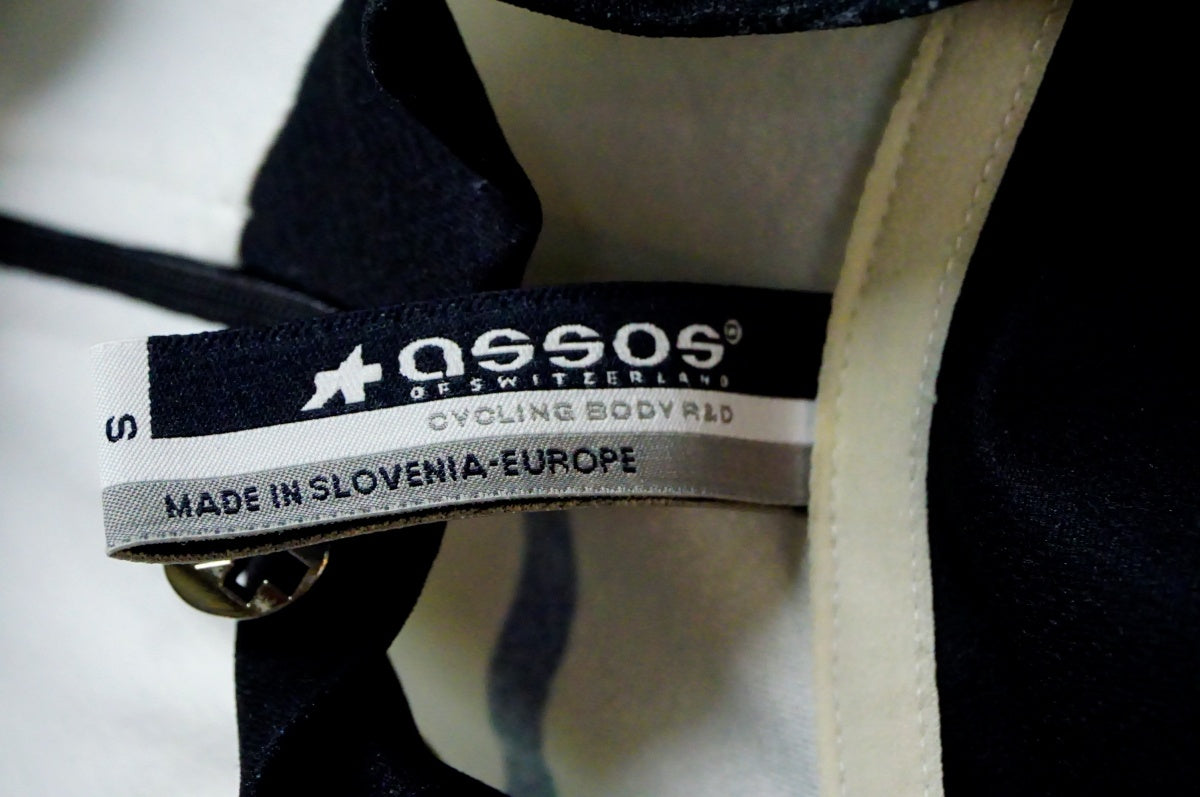 assos®
OF SWITZERLAND
CYCLING BODY R&D
MADE IN SLOVENIA-EUROPE
S